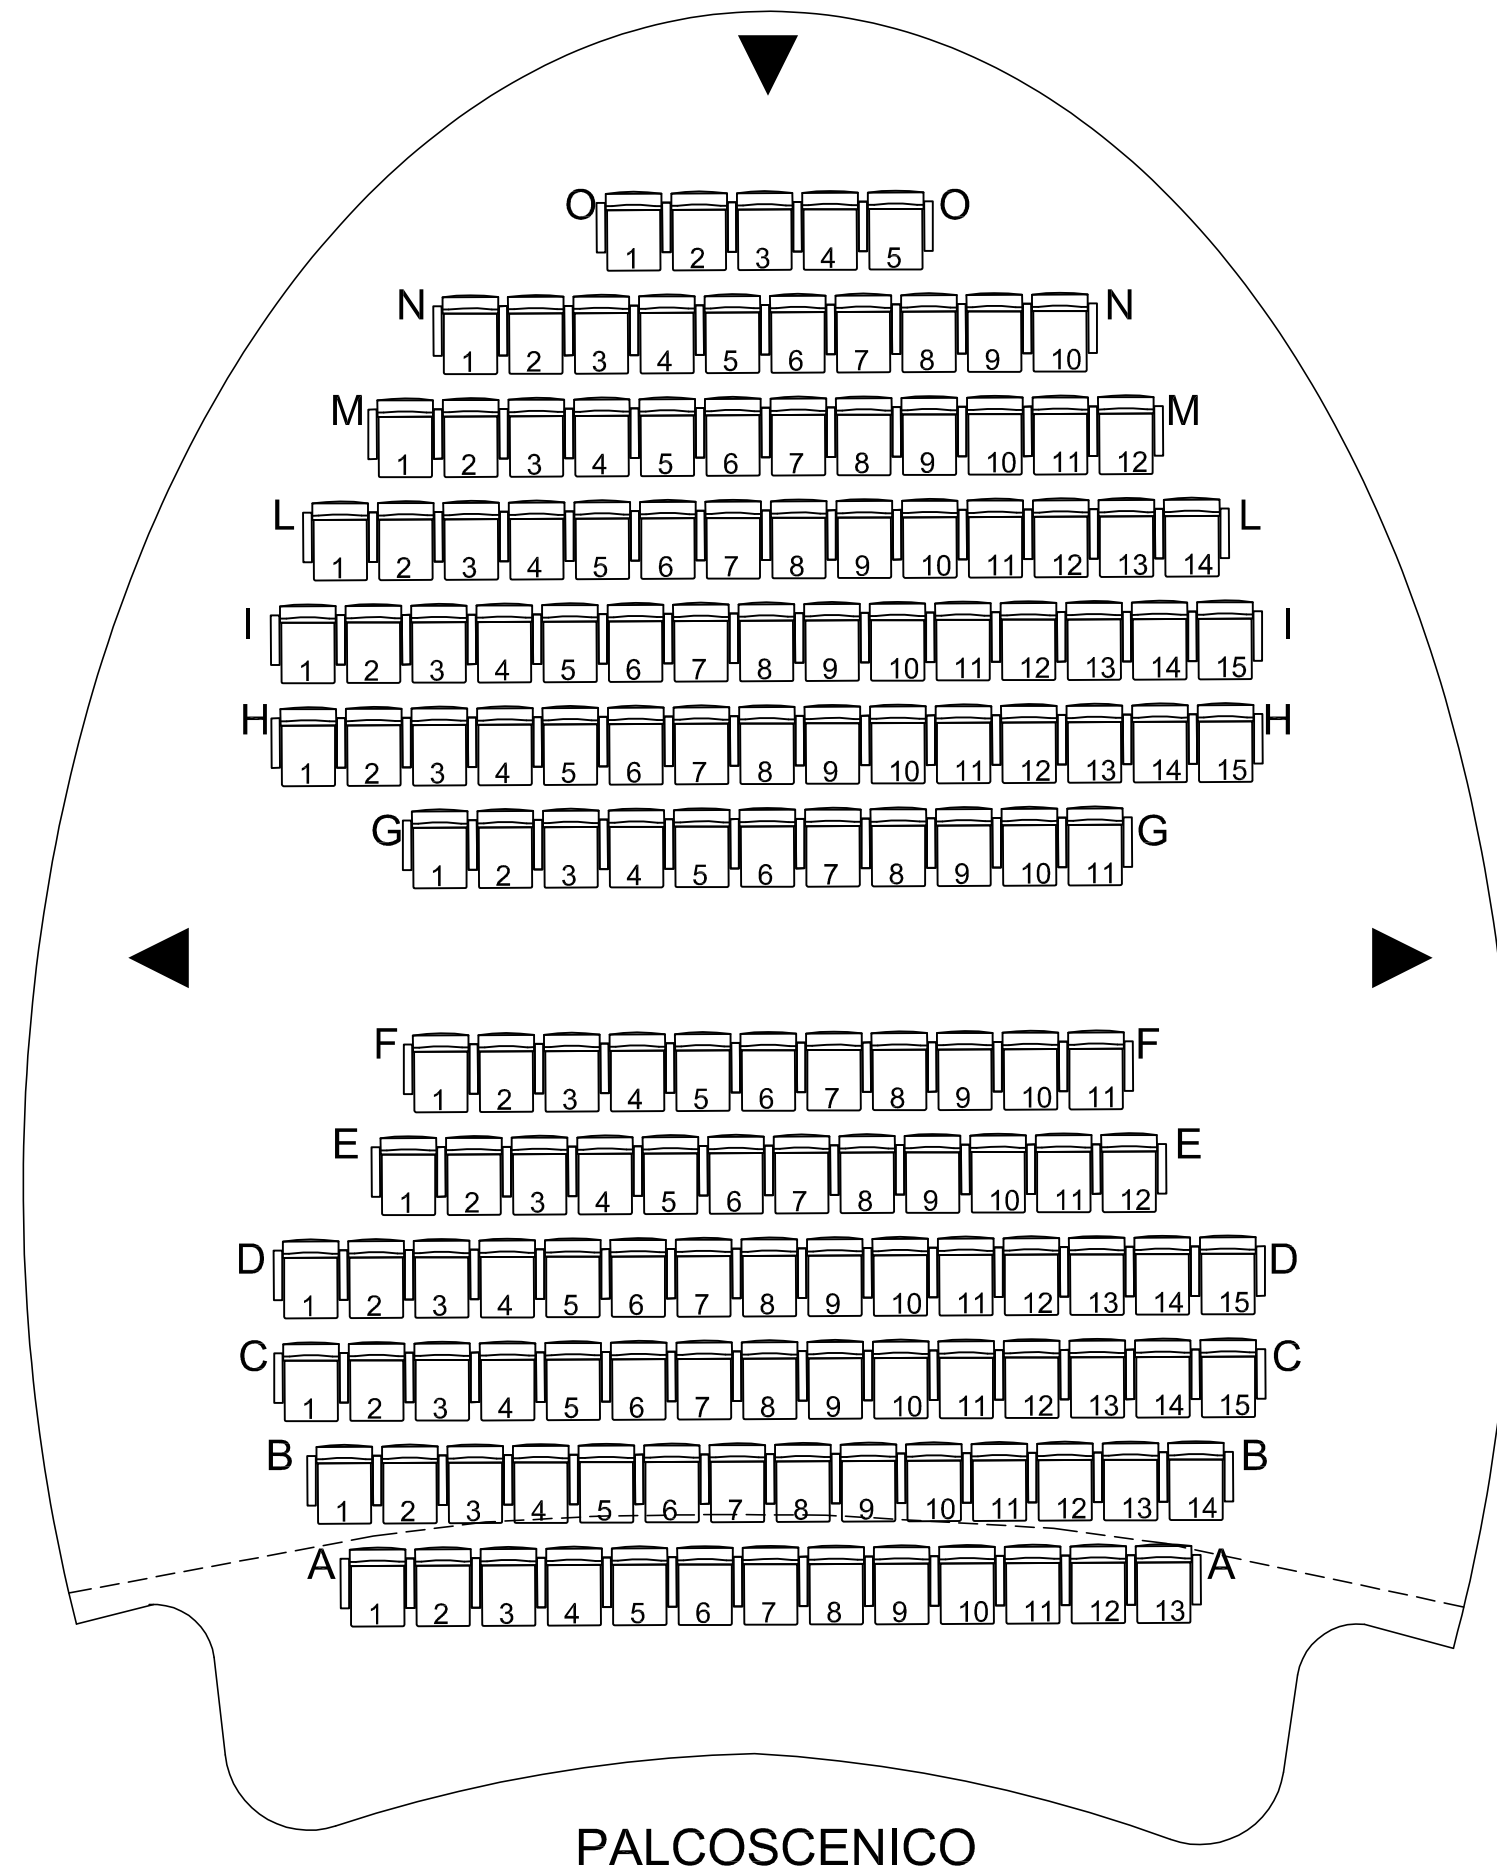 O 1 2 3 4 5 O
N 1 2 3 4 5 6 7 8 9 10 N
M 1 2 3 4 5 6 7 8 9 10 11 12 M
L 1 2 3 4 5 6 7 8 9 10 11 12 13 14 L
I 1 2 3 4 5 6 7 8 9 10 11 12 13 14 15 I
H 1 2 3 4 5 6 7 8 9 10 11 12 13 14 15 H
G 1 2 3 4 5 6 7 8 9 10 11 G
F 1 2 3 4 5 6 7 8 9 10 11 F
E 1 2 3 4 5 6 7 8 9 10 11 12 E
D 1 2 3 4 5 6 7 8 9 10 11 12 13 14 15 D
C 1 2 3 4 5 6 7 8 9 10 11 12 13 14 15 C
B 1 2 3 4 5 6 7 8 9 10 11 12 13 14 B
A 1 2 3 4 5 6 7 8 9 10 11 12 13 A
PALCOSCENICO